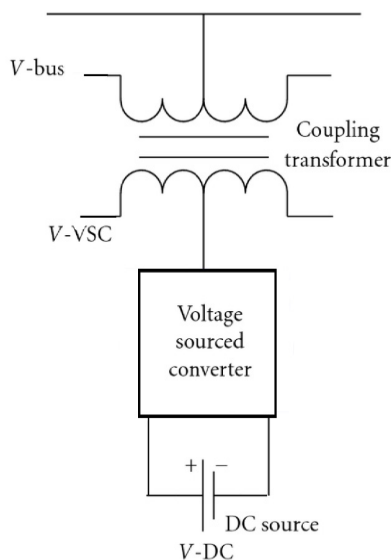 V-bus
Coupling
transformer
V-VSC
Voltage
sourced
converter
+ −
DC source
V-DC